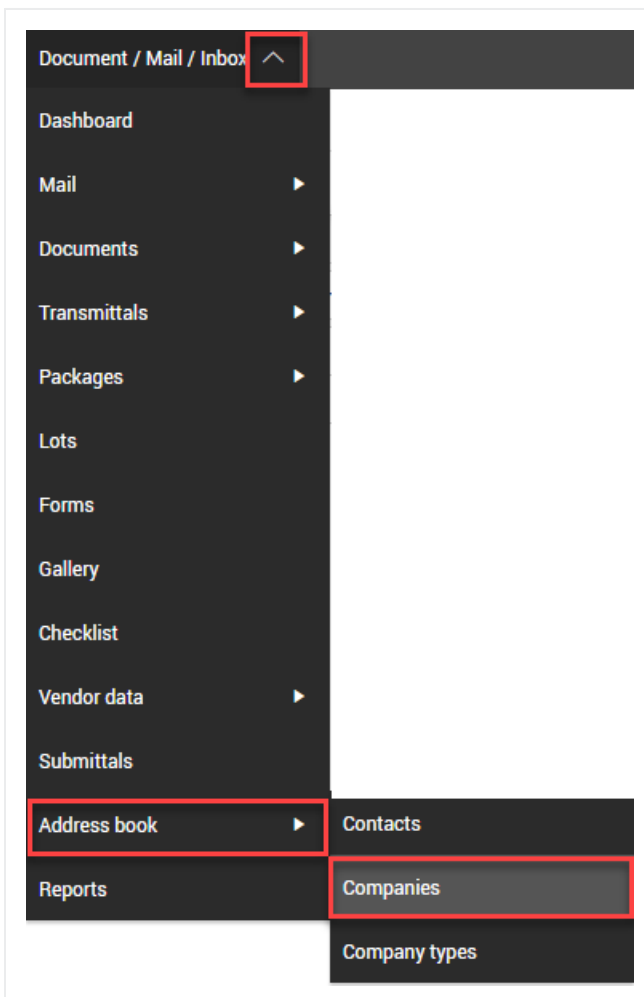 Document / Mail / Inbox
Dashboard
Mail
Documents
Transmittals
Packages
Lots
Forms
Gallery
Checklist
Vendor data
Submittals
Address book
Contacts
Reports
Companies
Company types